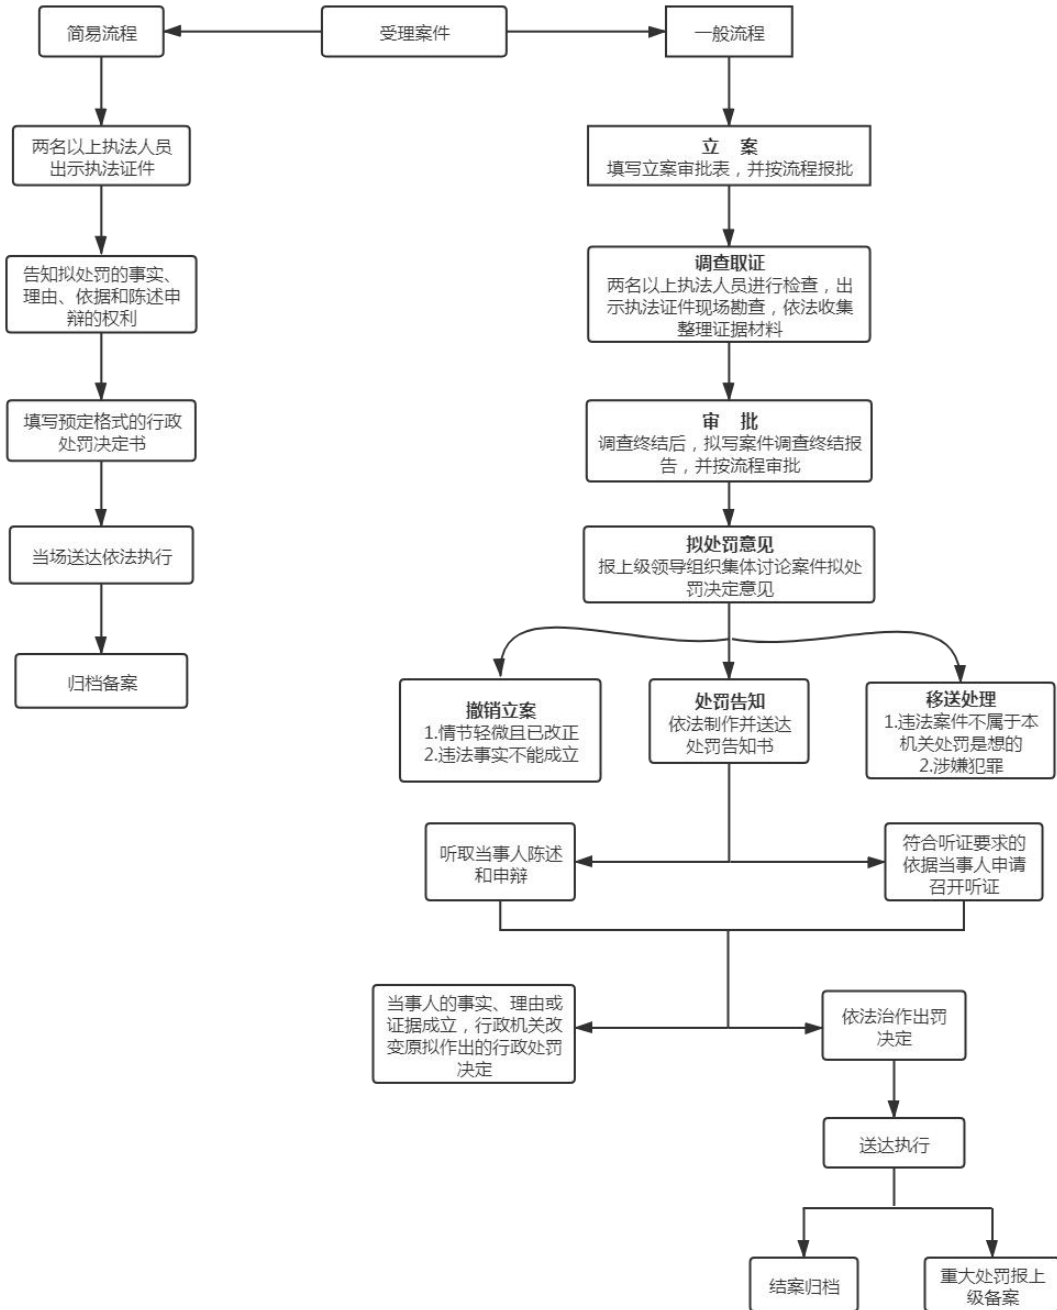 简易流程
受理案件
一般流程
两名以上执法人员
出示执法证件
立 案
填写立案审批表，并按流程报批
告知拟处罚的事实、
理由、依据和陈述申
辩的权利
调查取证
两名以上执法人员进行检查，出
示执法证件现场勘查，依法收集
整理证据材料
填写预定格式的行政
处罚决定书
审 批
调查终结后，拟写案件调查终结报
告，并按流程审批
当场送达依法执行
拟处罚意见
报上级领导组织集体讨论案件拟处
罚决定意见
归档备案
撤销立案
1.情节轻微且已改正
2.违法事实不能成立
处罚告知
依法制作并送达
处罚告知书
移送处理
1.违法案件不属于本
机关处罚是想的
2.涉嫌犯罪
听取当事人陈述
和申辩
符合听证要求的
依据当事人申请
召开听证
当事人的事实、理由或
证据成立，行政机关改
变原拟作出的行政处罚
决定
依法治作出罚
决定
送达执行
结案归档
重大处罚报上
级备案